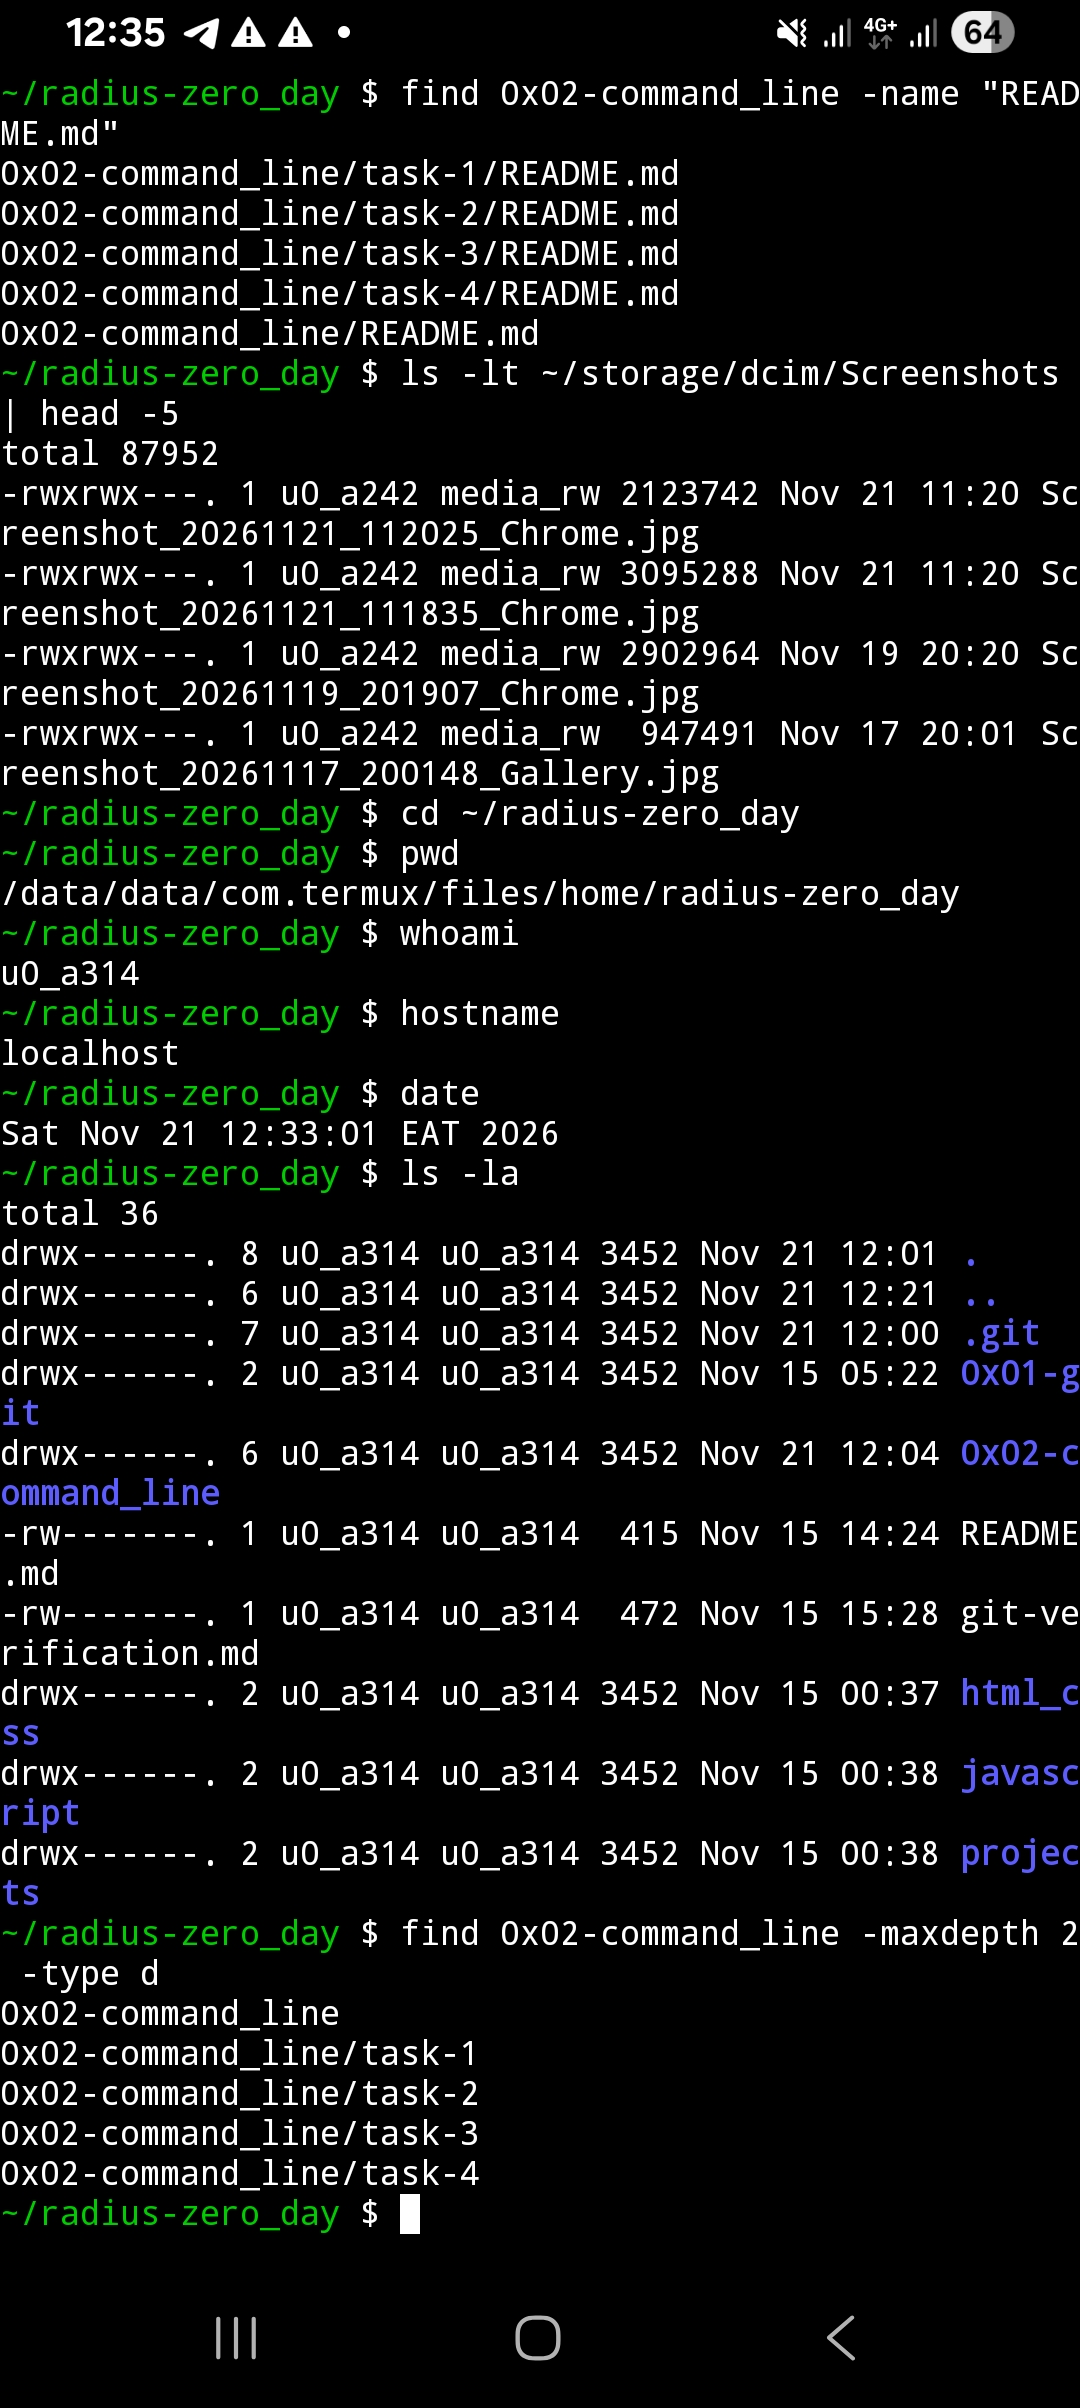 12:35
4G+
64
~/radius-zero_day $ find 0x02-command_line -name "READ
ME.md"
0x02-command_line/task-1/README.md
0x02-command_line/task-2/README.md
0x02-command_line/task-3/README.md
0x02-command_line/task-4/README.md
0x02-command_line/README.md
~/radius-zero_day $ ls -lt ~/storage/dcim/Screenshots
| head -5
total 87952
-rwxrwx---. 1 u0_a242 media_rw 2123742 Nov 21 11:20 Sc
reenshot_20261121_112025_Chrome.jpg
-rwxrwx---. 1 u0_a242 media_rw 3095288 Nov 21 11:20 Sc
reenshot_20261121_111835_Chrome.jpg
-rwxrwx---. 1 u0_a242 media_rw 2902964 Nov 19 20:20 Sc
reenshot_20261119_201907_Chrome.jpg
-rwxrwx---. 1 u0_a242 media_rw  947491 Nov 17 20:01 Sc
reenshot_20261117_200148_Gallery.jpg
~/radius-zero_day $ cd ~/radius-zero_day
~/radius-zero_day $ pwd
/data/data/com.termux/files/home/radius-zero_day
~/radius-zero_day $ whoami
u0_a314
~/radius-zero_day $ hostname
localhost
~/radius-zero_day $ date
Sat Nov 21 12:33:01 EAT 2026
~/radius-zero_day $ ls -la
total 36
drwx------. 8 u0_a314 u0_a314 3452 Nov 21 12:01 .
drwx------. 6 u0_a314 u0_a314 3452 Nov 21 12:21 ..
drwx------. 7 u0_a314 u0_a314 3452 Nov 21 12:00 .git
drwx------. 2 u0_a314 u0_a314 3452 Nov 15 05:22 0x01-g
it
drwx------. 6 u0_a314 u0_a314 3452 Nov 21 12:04 0x02-c
ommand_line
-rw-------. 1 u0_a314 u0_a314  415 Nov 15 14:24 README
.md
-rw-------. 1 u0_a314 u0_a314  472 Nov 15 15:28 git-ve
rification.md
drwx------. 2 u0_a314 u0_a314 3452 Nov 15 00:37 html_c
ss
drwx------. 2 u0_a314 u0_a314 3452 Nov 15 00:38 javasc
ript
drwx------. 2 u0_a314 u0_a314 3452 Nov 15 00:38 projec
ts
~/radius-zero_day $ find 0x02-command_line -maxdepth 2
 -type d
0x02-command_line
0x02-command_line/task-1
0x02-command_line/task-2
0x02-command_line/task-3
0x02-command_line/task-4
~/radius-zero_day $